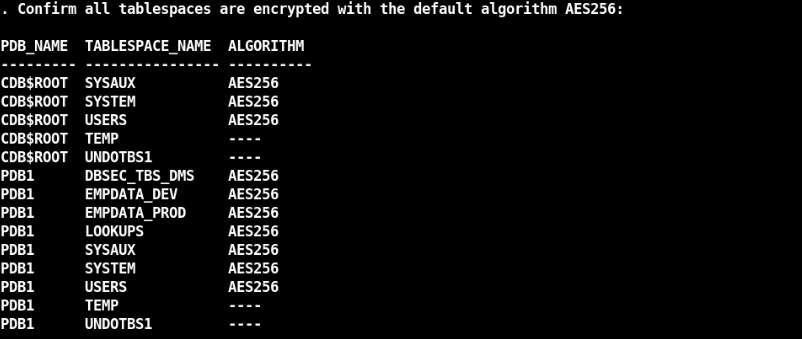 . Confirm all tablespaces are encrypted with the default algorithm AES256:
PDB_NAME  TABLESPACE_NAME  ALGORITHM
--------- ---------------- ----------
CDB$ROOT  SYSAUX           AES256
CDB$ROOT  SYSTEM           AES256
CDB$ROOT  USERS            AES256
CDB$ROOT  TEMP             ----
CDB$ROOT  UNDOTBS1         ----
PDB1      DBSEC_TBS_DMS    AES256
PDB1      EMPDATA_DEV      AES256
PDB1      EMPDATA_PROD     AES256
PDB1      LOOKUPS          AES256
PDB1      SYSAUX           AES256
PDB1      SYSTEM           AES256
PDB1      USERS            AES256
PDB1      TEMP             ----
PDB1      UNDOTBS1         ----